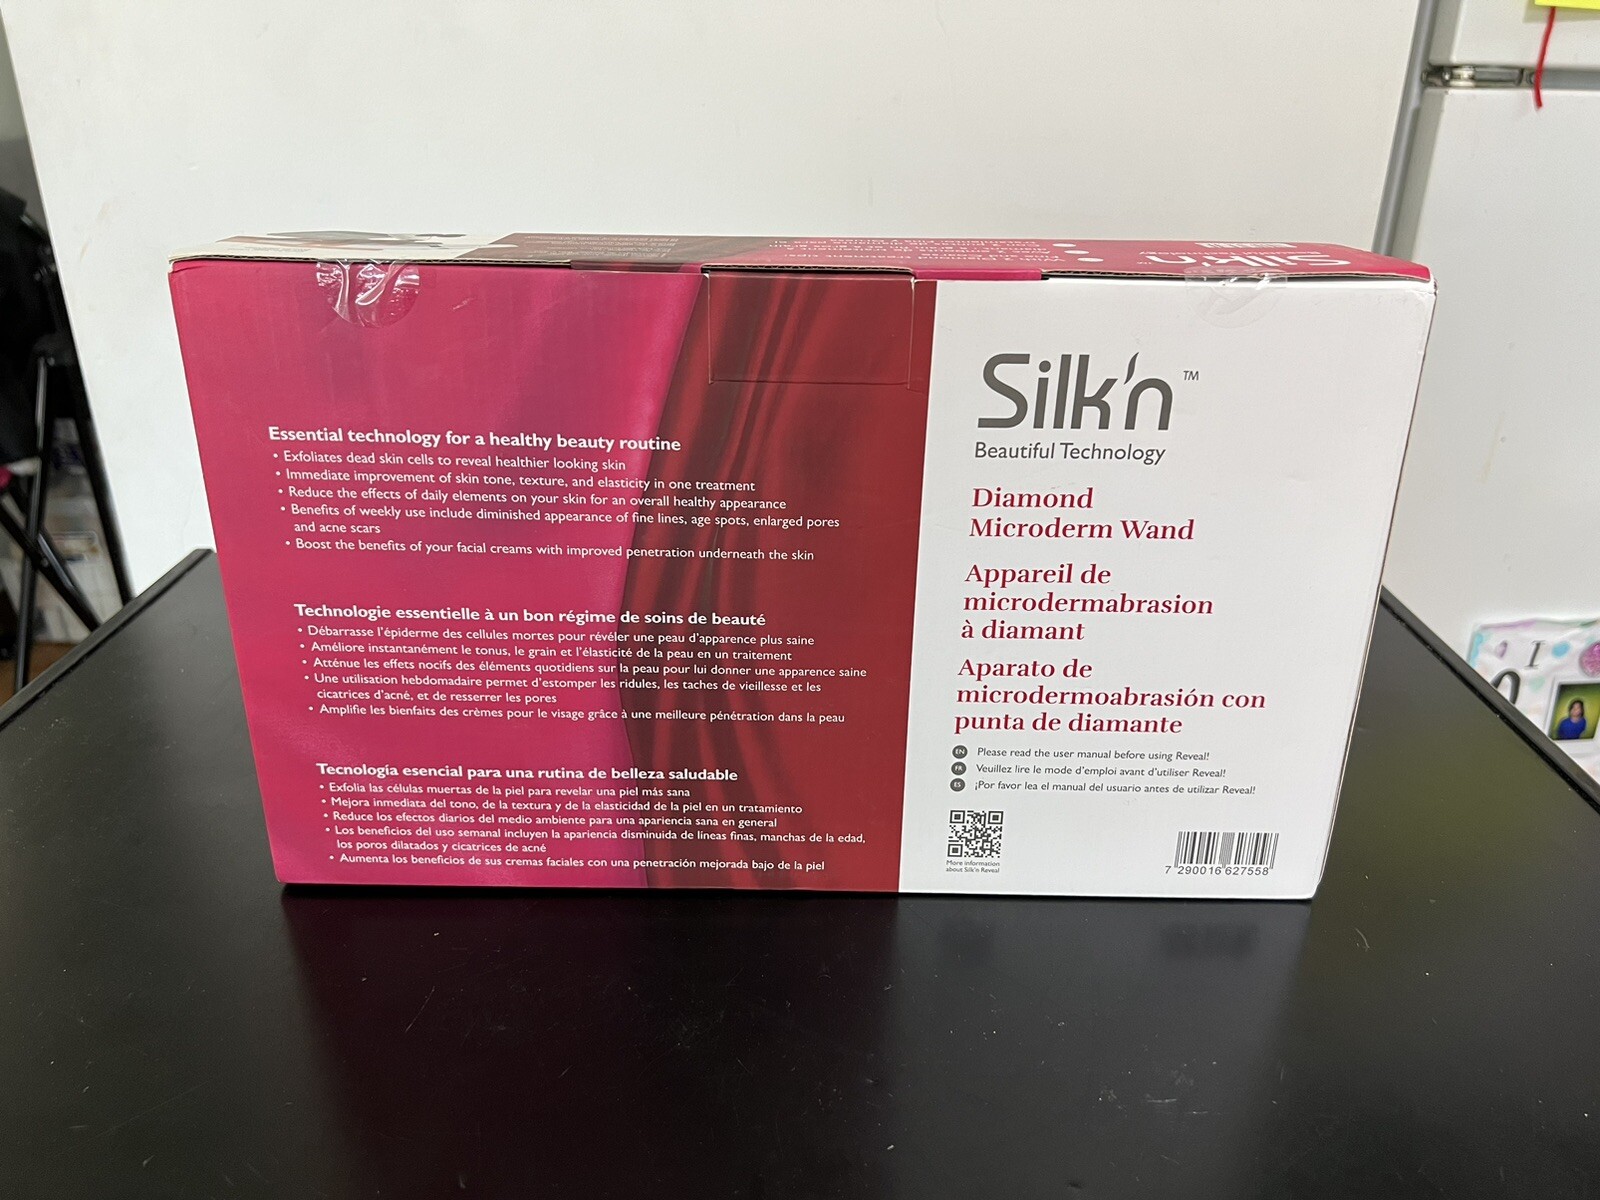 Silk'n
Essential technology for a healthy beauty routine
• Exfoliates dead skin cells to reveal healthier looking skin
• Immediate improvement of skin tone, texture, and elasticity in one treatment
• Reduce the effects of daily elements on your skin for an overall healthy appearance
• Benefits of weekly use include diminished appearance of fine lines, age spots, enlarged pores
and acne scars
• Boost the benefits of your facial creams with improved penetration underneath the skin
Technologie essentielle à un bon régime de soins de beauté
• Débarrasse l'épiderme des cellules mortes pour révéler une peau d'apparence plus saine
• Améliore instantanément le tonus, le grain et l'élasticité de la peau en un traitement
• Atténue les effets nocifs des éléments quotidiens sur la peau pour lui donner une apparence saine
• Une utilisation hebdomadaire permet d'estomper les ridules, les taches de vieillesse et les
cicatrices d'acné, et de resserrer les pores
• Amplifie les bienfaits des crèmes pour le visage grâce à une meilleure pénétration dans la peau
Tecnología esencial para una rutina de belleza saludable
• Exfolia las células muertas de la piel para revelar una piel más sana
• Mejora inmediata del tono, de la textura y de la elasticidad de la piel en un tratamiento
• Reduce los efectos diarios del medio ambiente para una apariencia sana en general
• Los beneficios del uso semanal incluyen la apariencia disminuida de líneas finas, manchas de la edad,
los poros dilatados y cicatrices de acné
• Aumenta los beneficios de sus cremas faciales con una penetración mejorada bajo de la piel
Silk'n™
Beautiful Technology
Diamond
Microderm Wand
Appareil de
microdermabrasion
à diamant
Aparato de
microdermoabrasión con
punta de diamante
EN Please read the user manual before using Reveal!
FR Veuillez lire le mode d'emploi avant d'utiliser Reveal!
ES ¡Por favor lea el manual del usuario antes de utilizar Reveal!
More information
about Silk'n Reveal
7 290016 627558